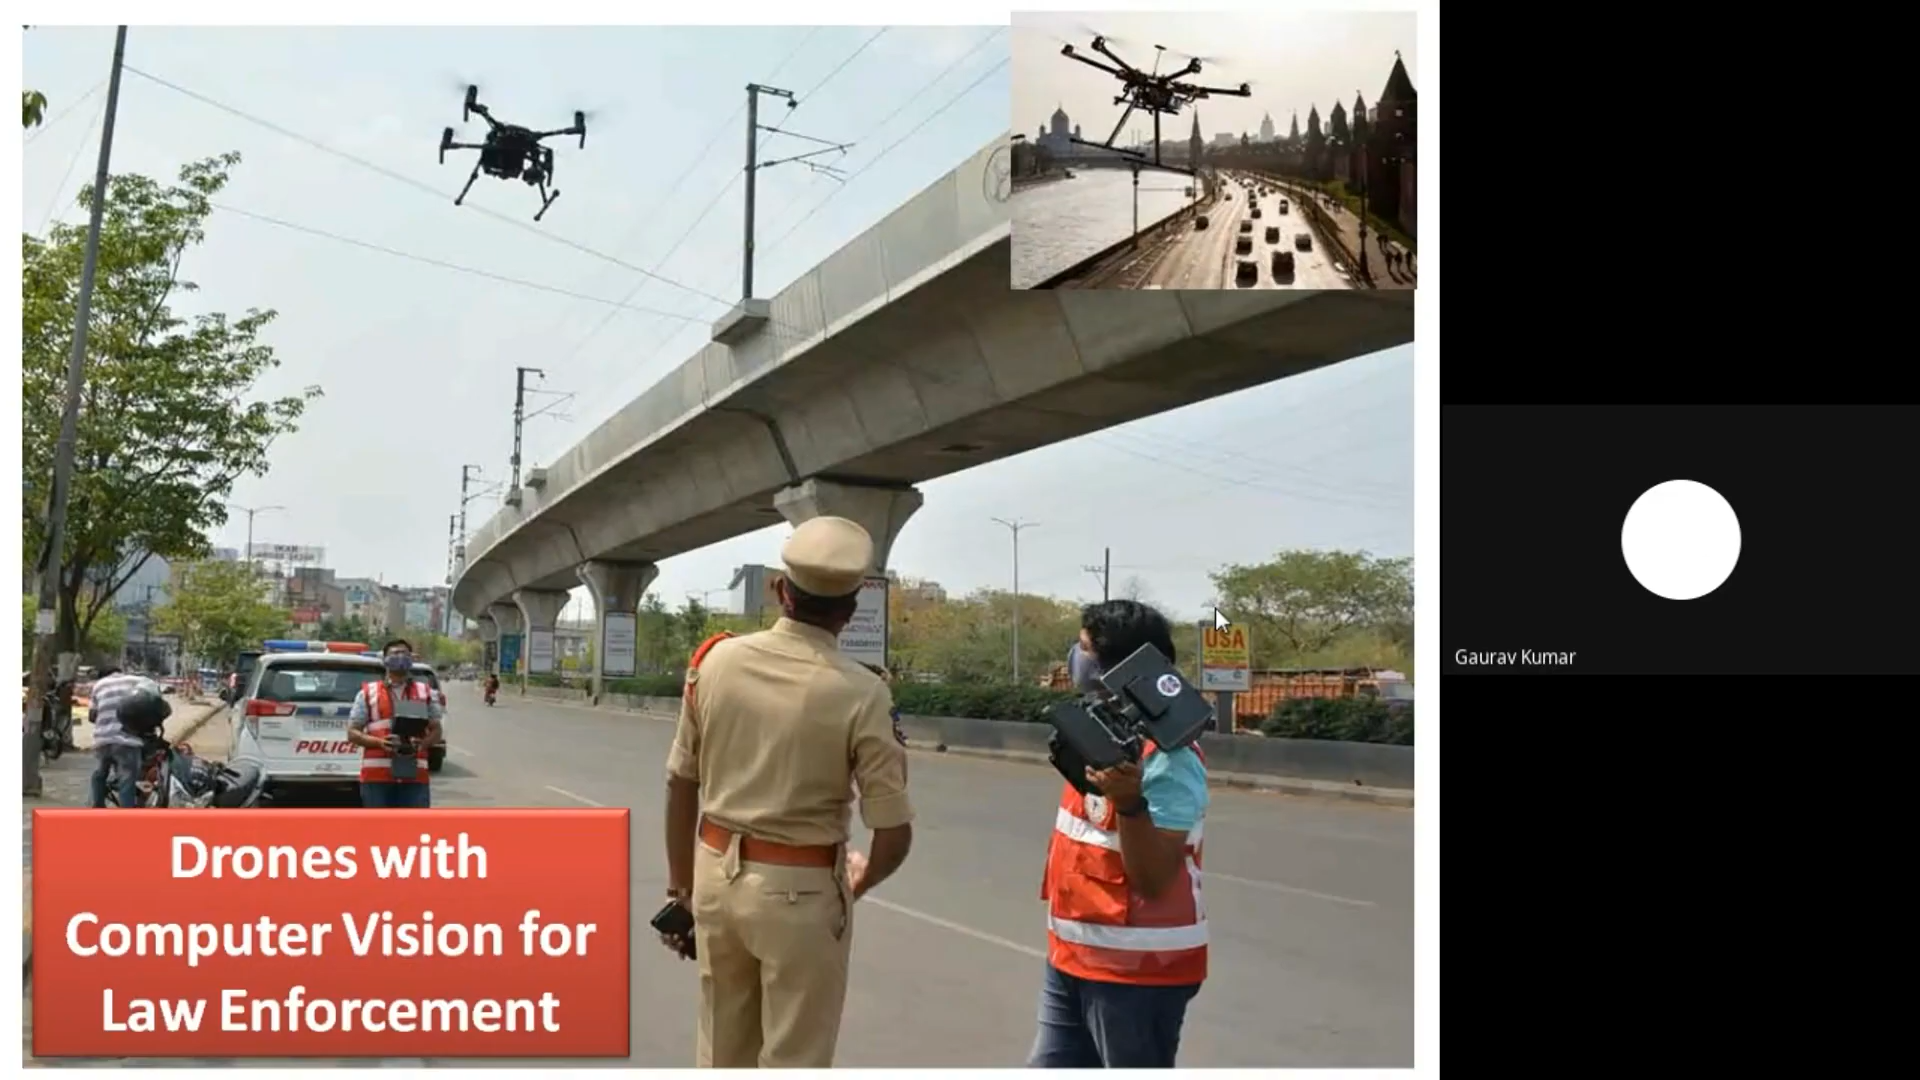 USA
POLICE
Drones with
Computer Vision for
Law Enforcement
Gaurav Kumar